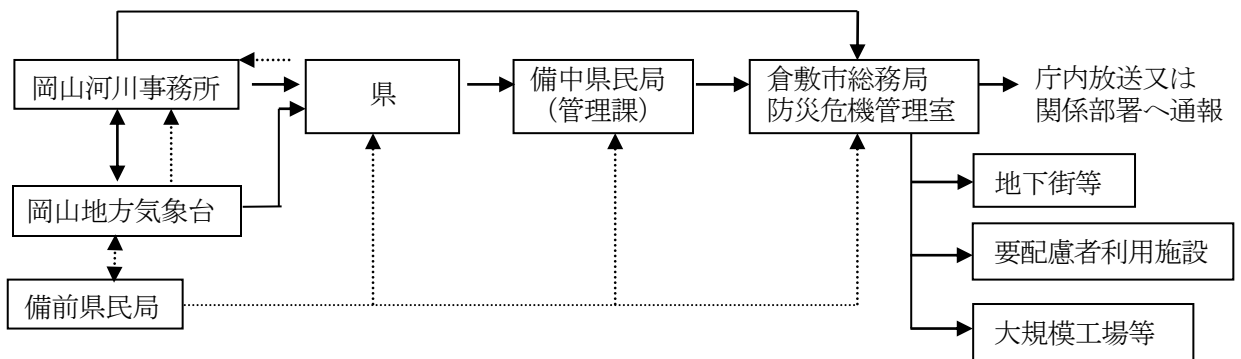 岡山河川事務所
県
備中県民局
（管理課）
倉敷市総務局
防災危機管理室
庁内放送又は
関係部署へ通報
岡山地方気象台
地下街等
備前県民局
要配慮者利用施設
大規模工場等